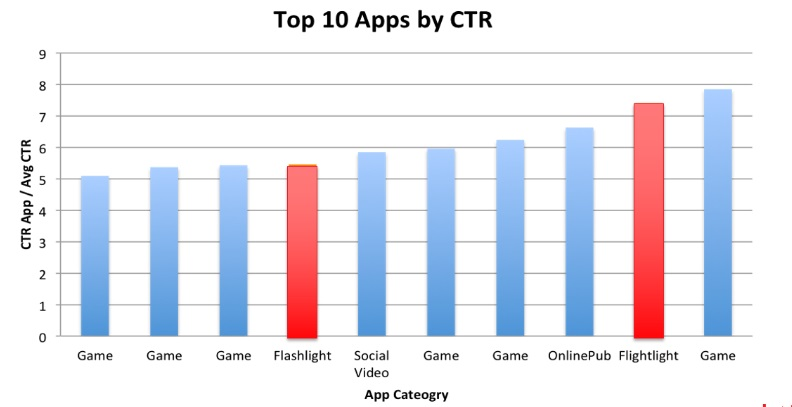 Top 10 Apps by CTR
9
8
7
6
5
4
3
2
1
0
CTR App / Avg CTR
Game Game Game Flashlight Social Video Game Game OnlinePub Flightlight Game
App Cateogry